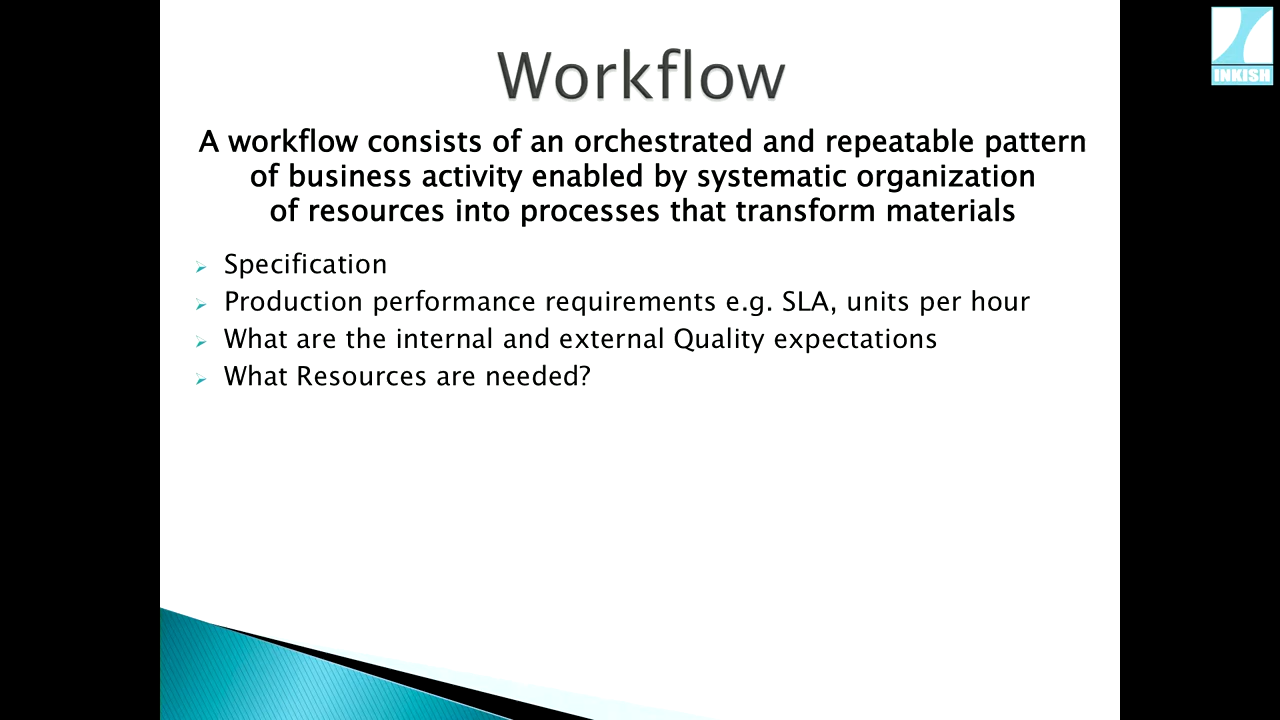 Workflow
A workflow consists of an orchestrated and repeatable pattern
of business activity enabled by systematic organization
of resources into processes that transform materials
Specification
Production performance requirements e.g. SLA, units per hour
What are the internal and external Quality expectations
What Resources are needed?
INKISH